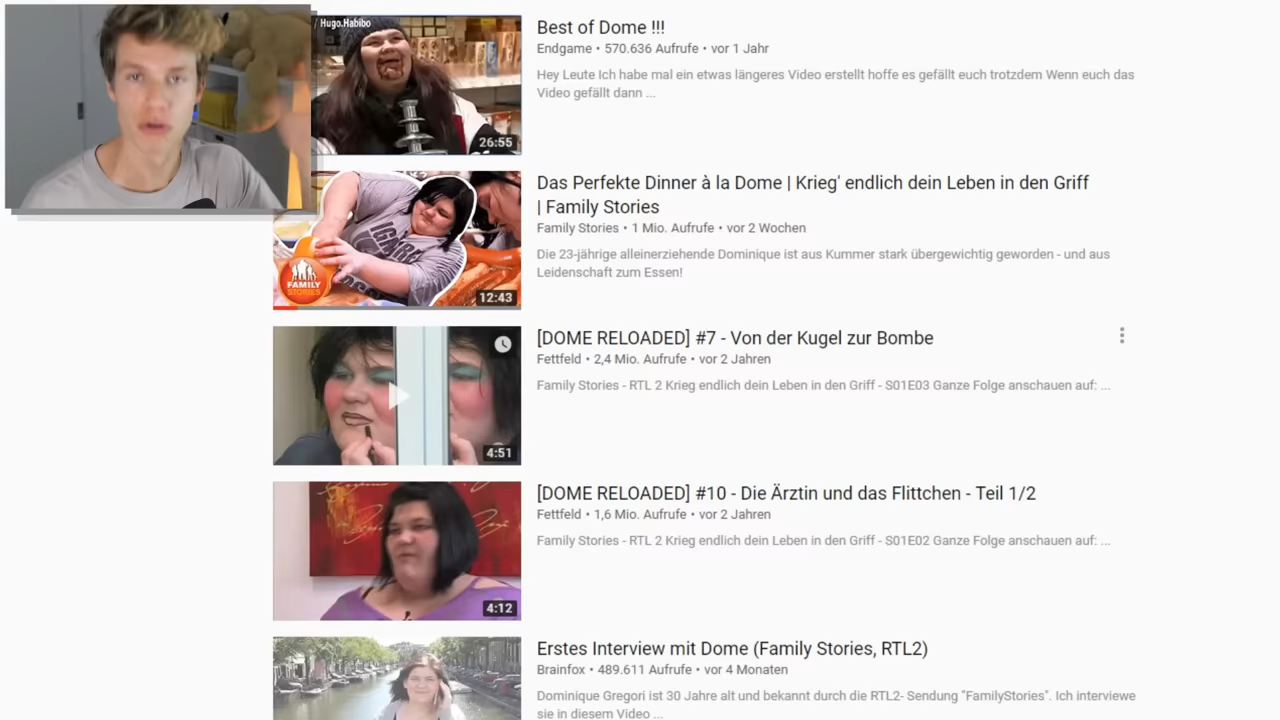 / Hugo.Habibo
26:55
Best of Dome !!!
Endgame • 570.636 Aufrufe • vor 1 Jahr
Hey Leute Ich habe mal ein etwas längeres Video erstellt hoffe es gefällt euch trotzdem Wenn euch das
Video gefällt dann ...
FAMILY
STORIES
12:43
Das Perfekte Dinner à la Dome | Krieg' endlich dein Leben in den Griff
| Family Stories
Family Stories • 1 Mio. Aufrufe • vor 2 Wochen
Die 23-jährige alleinerziehende Dominique ist aus Kummer stark übergewichtig geworden - und aus
Leidenschaft zum Essen!
4:51
[DOME RELOADED] #7 - Von der Kugel zur Bombe
Fettfeld • 2,4 Mio. Aufrufe • vor 2 Jahren
Family Stories - RTL 2 Krieg endlich dein Leben in den Griff - S01E03 Ganze Folge anschauen auf: ...
4:12
[DOME RELOADED] #10 - Die Ärztin und das Flittchen - Teil 1/2
Fettfeld • 1,6 Mio. Aufrufe • vor 2 Jahren
Family Stories - RTL 2 Krieg endlich dein Leben in den Griff - S01E02 Ganze Folge anschauen auf: ...
Erstes Interview mit Dome (Family Stories, RTL2)
Brainfox • 489.611 Aufrufe • vor 4 Monaten
Dominique Gregori ist 30 Jahre alt und bekannt durch die RTL2- Sendung "FamilyStories". Ich interviewe
sie in diesem Video ...